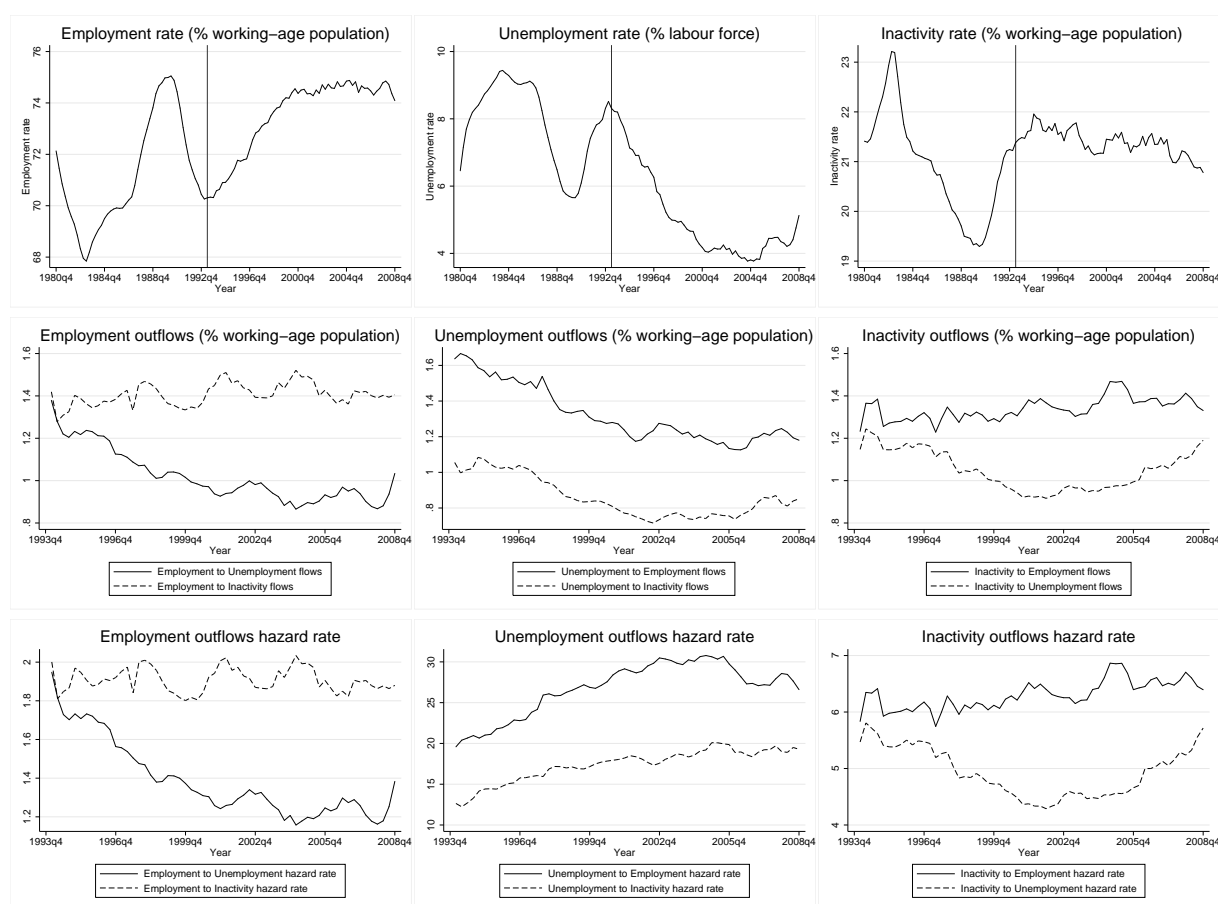 Employment rate (% working−age population)
Employment rate
76
74
72
70
68
1980q4 1984q4 1988q4 1992q4 1996q4 2000q4 2004q4 2008q4
Year
Unemployment rate (% labour force)
Unemployment rate
10
8
6
4
1980q4 1984q4 1988q4 1992q4 1996q4 2000q4 2004q4 2008q4
Year
Inactivity rate (% working−age population)
Inactivity rate
23
22
21
20
19
1980q4 1984q4 1988q4 1992q4 1996q4 2000q4 2004q4 2008q4
Year
Employment outflows (% working−age population)
1.6
1.4
1.2
1
.8
1993q4 1996q4 1999q4 2002q4 2005q4 2008q4
Year
Employment to Unemployment flows
Employment to Inactivity flows
Unemployment outflows (% working−age population)
1.6
1.4
1.2
1
.8
1993q4 1996q4 1999q4 2002q4 2005q4 2008q4
Year
Unemployment to Employment flows
Unemployment to Inactivity flows
Inactivity outflows (% working−age population)
1.6
1.4
1.2
1
.8
1993q4 1996q4 1999q4 2002q4 2005q4 2008q4
Year
Inactivity to Employment flows
Inactivity to Unemployment flows
Employment outflows hazard rate
2
1.8
1.6
1.4
1.2
1993q4 1996q4 1999q4 2002q4 2005q4 2008q4
Year
Employment to Unemployment hazard rate
Employment to Inactivity hazard rate
Unemployment outflows hazard rate
30
25
20
15
10
1993q4 1996q4 1999q4 2002q4 2005q4 2008q4
Year
Unemployment to Employment hazard rate
Unemployment to Inactivity hazard rate
Inactivity outflows hazard rate
7
6
5
4
1993q4 1996q4 1999q4 2002q4 2005q4 2008q4
Year
Inactivity to Employment hazard rate
Inactivity to Unemployment hazard rate